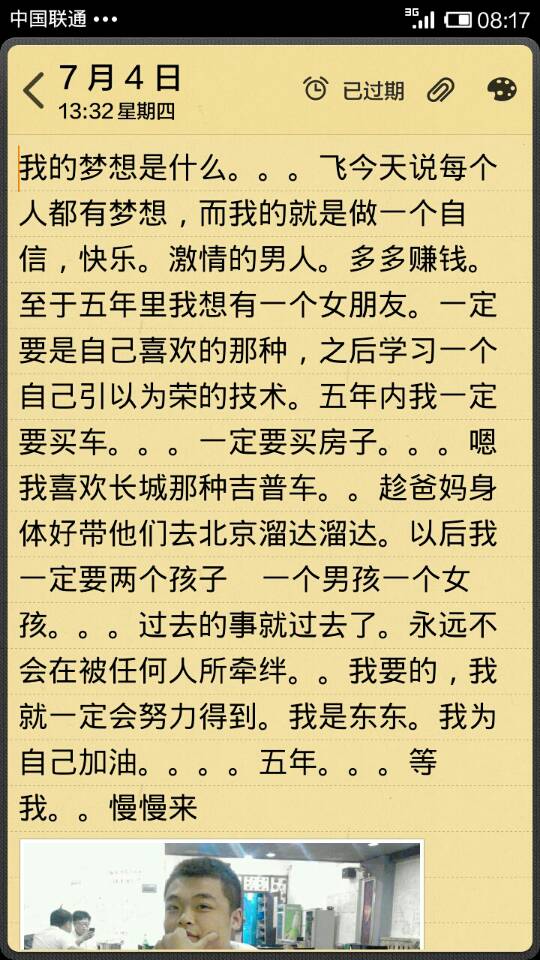 中国联通 ••• 3G 08:17
7月4日
13:32 星期四 已过期
我的梦想是什么。。。飞今天说每个
人都有梦想，而我的就是做一个自
信，快乐。激情的男人。多多赚钱。
至于五年里我想有一个女朋友。一定
要是自己喜欢的那种，之后学习一个
自己引以为荣的技术。五年内我一定
要买车。。。一定要买房子。。。嗯
我喜欢长城那种吉普车。。趁爸妈身
体好带他们去北京溜达溜达。以后我
一定要两个孩子　一个男孩一个女
孩。。。过去的事就过去了。永远不
会在被任何人所牵绊。。我要的，我
就一定会努力得到。我是东东。我为
自己加油。。。。五年。。。等
我。。慢慢来